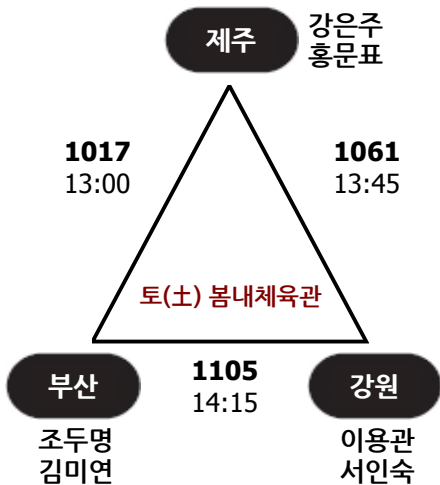 제주
강은주
홍문표
1017
13:00
1061
13:45
토(土) 봄내체육관
부산
1105
14:15
강원
조두명
김미연
이용관
서인숙